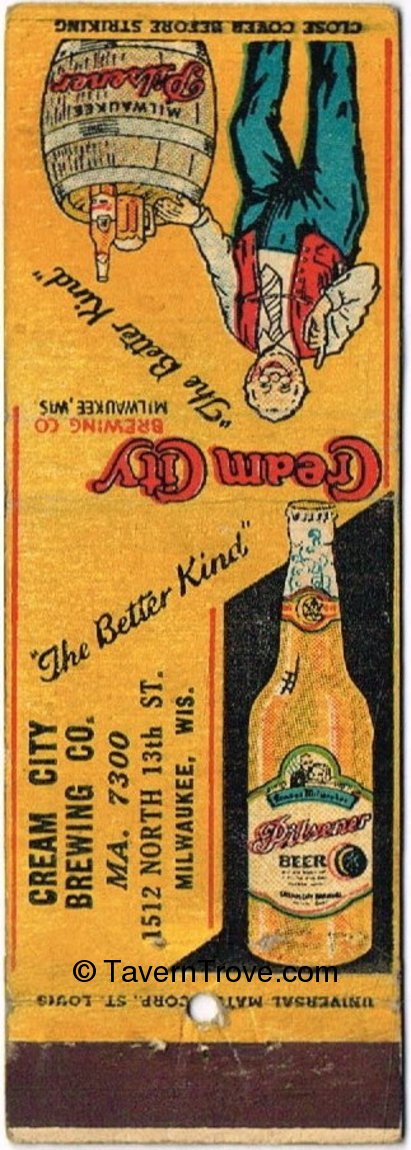 CLOSE COVER BEFORE STRIKING
MILWAUKEE
Pilsener
"The Better Kind"
Cream City
BREWING CO
MILWAUKEE, WIS
"The Better Kind"
CREAM CITY
BREWING CO.
MA. 7300
1512 NORTH 13th ST.
MILWAUKEE, WIS.
Pilsener
BEER
© TavernTrove.com
UNIVERSAL MATCH CORP. ST. LOUIS